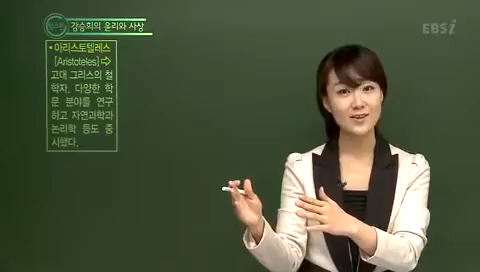 강승희의 윤리와 사상
EBSi
• 아리스토텔레스
[Aristoteles] ⇨
고대 그리스의 철
학자. 다양한 학
문 분야를 연구
하고 자연과학과
논리학 등도 중
시했다.